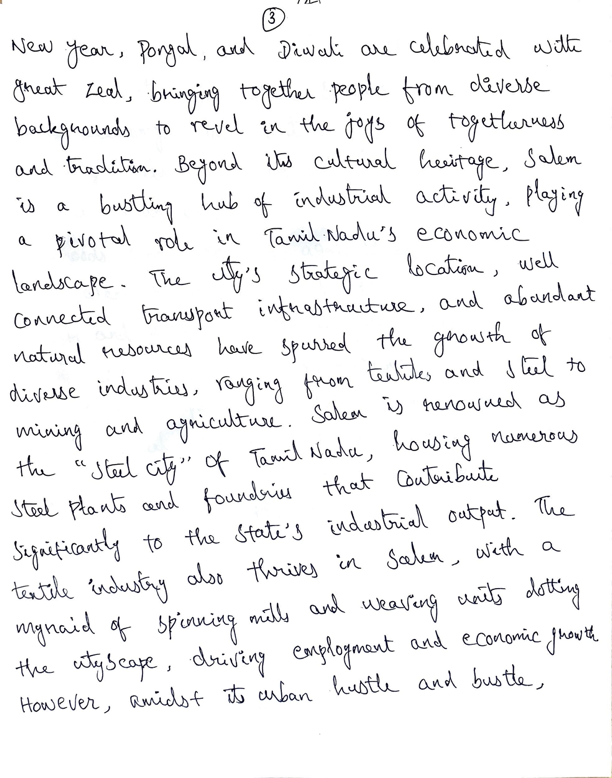 3
New Year, Pongal, and Diwali are celebrated with
great zeal, bringing together people from diverse
backgrounds to revel in the joys of togetherness
and tradition. Beyond its cultural heritage, Salem
is a bustling hub of industrial activity, playing
a pivotal role in Tamil Nadu's economic
landscape. The city's strategic location, well
connected transport infrastructure, and abandant
natural resources have spurred the growth of
diverse industries, ranging from textiles and steel to
mining and agriculture. Salem is renowned as
the "Steel city" of Tamil Nadu, housing numerous
steel plants and foundries that contribute
significantly to the state's industrial output. The
textile industry also thrives in Salem, with a
mynaid of spinning mills and weaving units dotting
the cityscape, driving employment and economic growth
However, amidst its urban hustle and bustle,